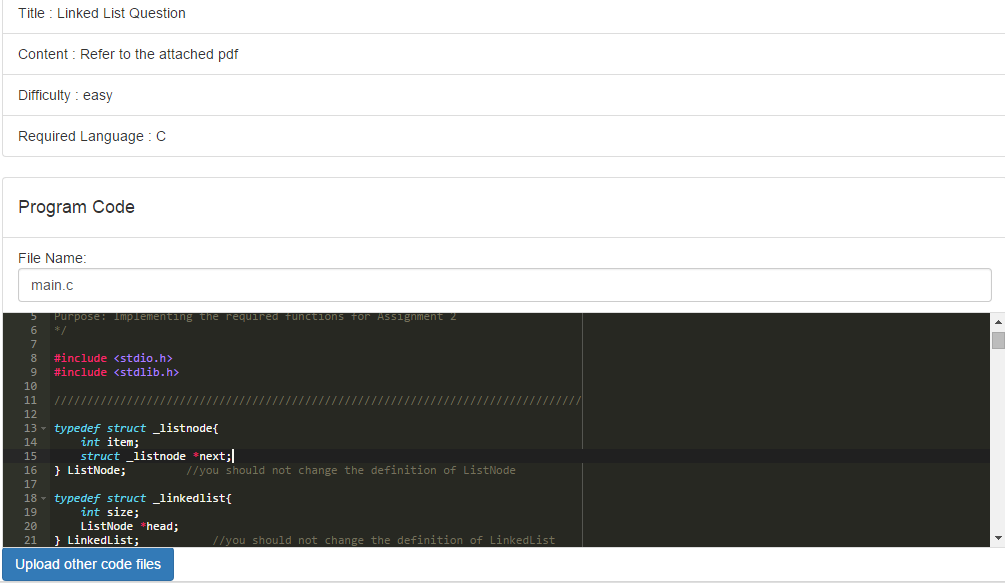 Title : Linked List Question
Content : Refer to the attached pdf
Difficulty : easy
Required Language : C
Program Code
File Name:
main.c
5 Purpose: Implementing the required functions for Assignment 2
6 */
7
8 #include <stdio.h>
9 #include <stdlib.h>
10
11 ////////////////////////////////////////////////////////////////////////////////
12
13 typedef struct _listnode{
14 int item;
15 struct _listnode *next;
16 } ListNode; //you should not change the definition of ListNode
17
18 typedef struct _linkedlist{
19 int size;
20 ListNode *head;
21 } LinkedList; //you should not change the definition of LinkedList
Upload other code files